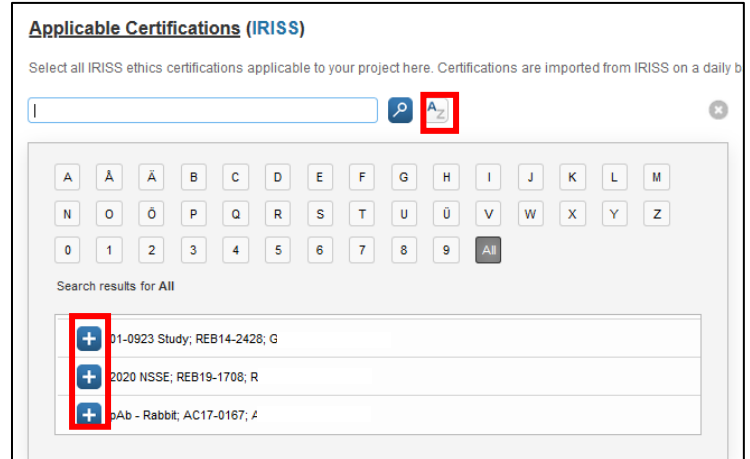 Applicable Certifications (IRISS)
Select all IRISS ethics certifications applicable to your project here. Certifications are imported from IRISS on a daily b
A Z
A Å Ä B C D E F G H I J K L M
N O Ö P Q R S T U Ü V W X Y Z
0 1 2 3 4 5 6 7 8 9 All
Search results for All
01-0923 Study; REB14-2428; G
2020 NSSE; REB19-1708; R
pAb - Rabbit; AC17-0167; A